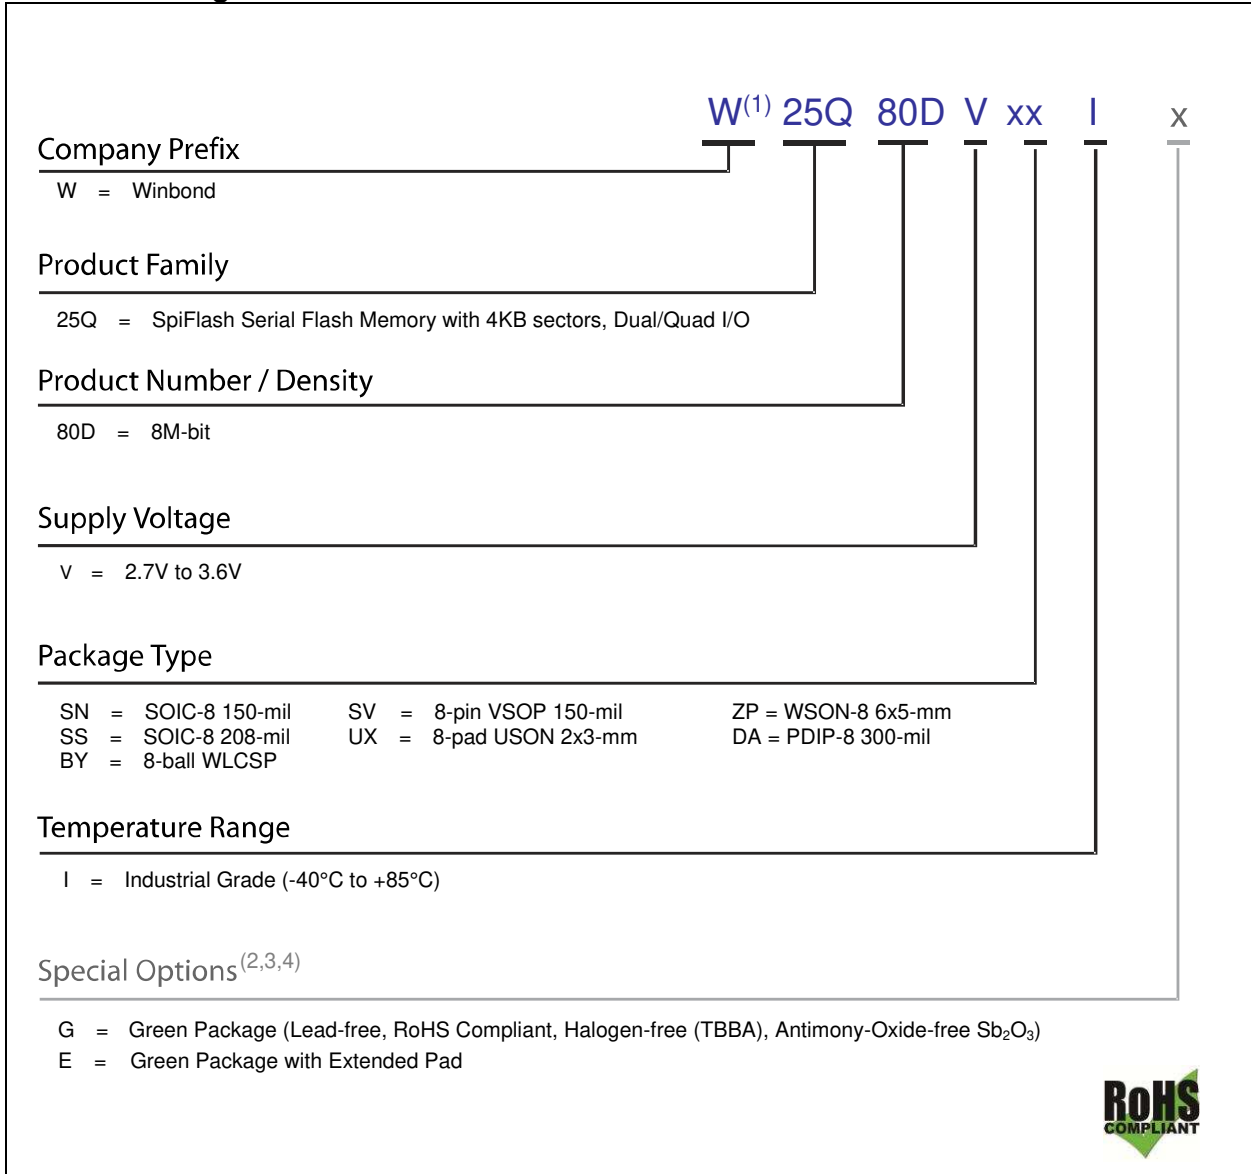 W(1) 25Q 80D V xx I x
Company Prefix
W = Winbond
Product Family
25Q = SpiFlash Serial Flash Memory with 4KB sectors, Dual/Quad I/O
Product Number / Density
80D = 8M-bit
Supply Voltage
V = 2.7V to 3.6V
Package Type
SN = SOIC-8 150-mil SV = 8-pin VSOP 150-mil ZP = WSON-8 6x5-mm
SS = SOIC-8 208-mil UX = 8-pad USON 2x3-mm DA = PDIP-8 300-mil
BY = 8-ball WLCSP
Temperature Range
I = Industrial Grade (-40°C to +85°C)
Special Options(2,3,4)
G = Green Package (Lead-free, RoHS Compliant, Halogen-free (TBBA), Antimony-Oxide-free Sb₂O₃)
E = Green Package with Extended Pad
RoHS
COMPLIANT